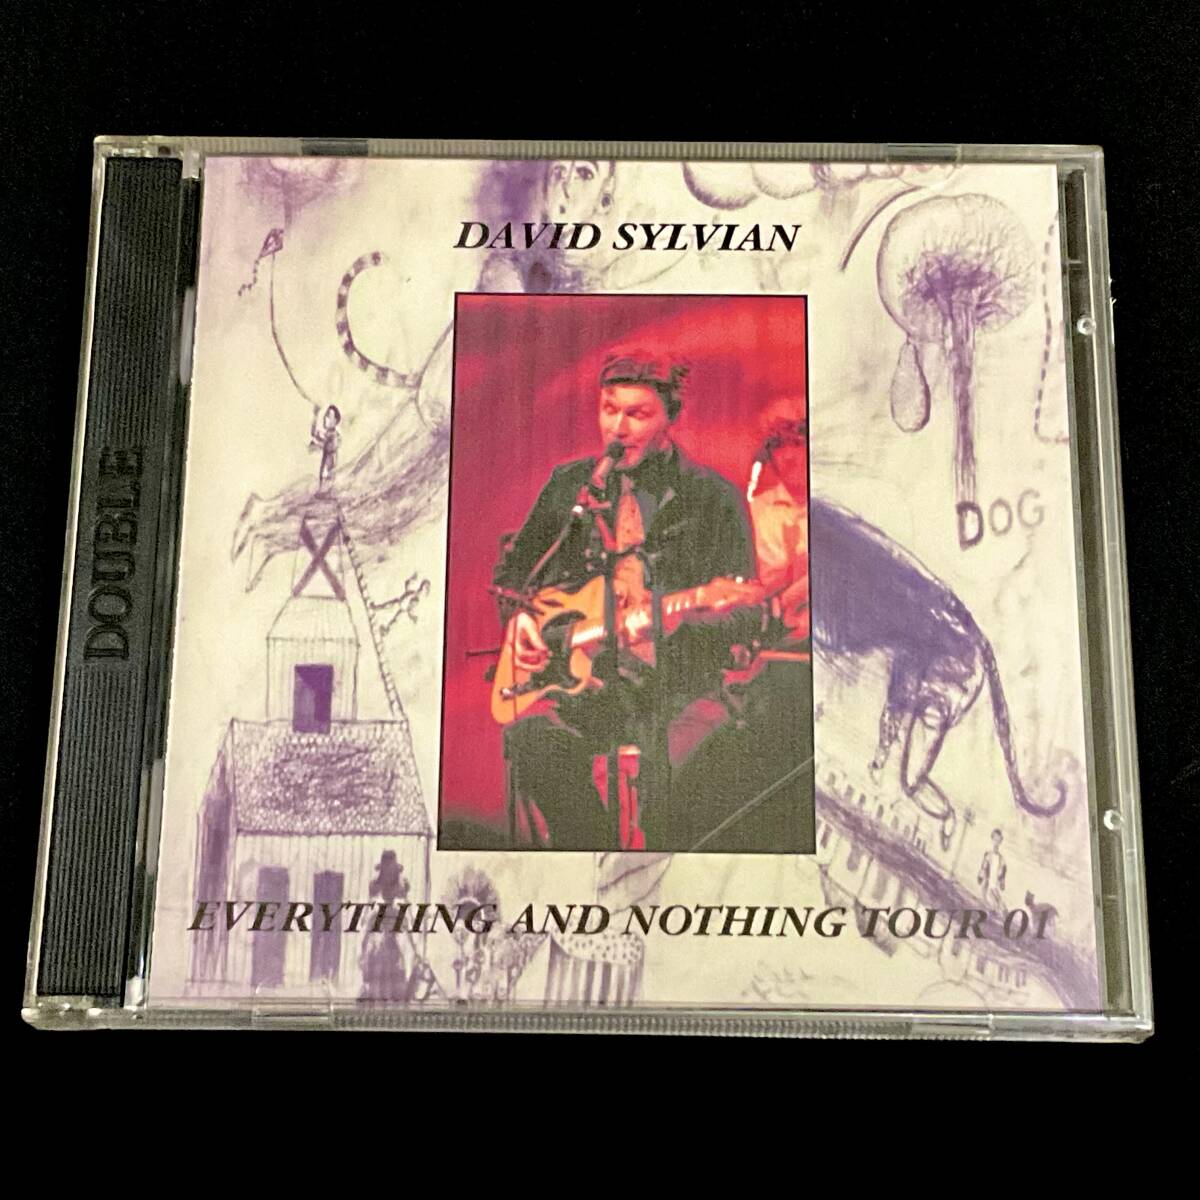 DOUBLE
DAVID SYLVIAN
DOG
EVERYTHING AND NOTHING TOUR 01